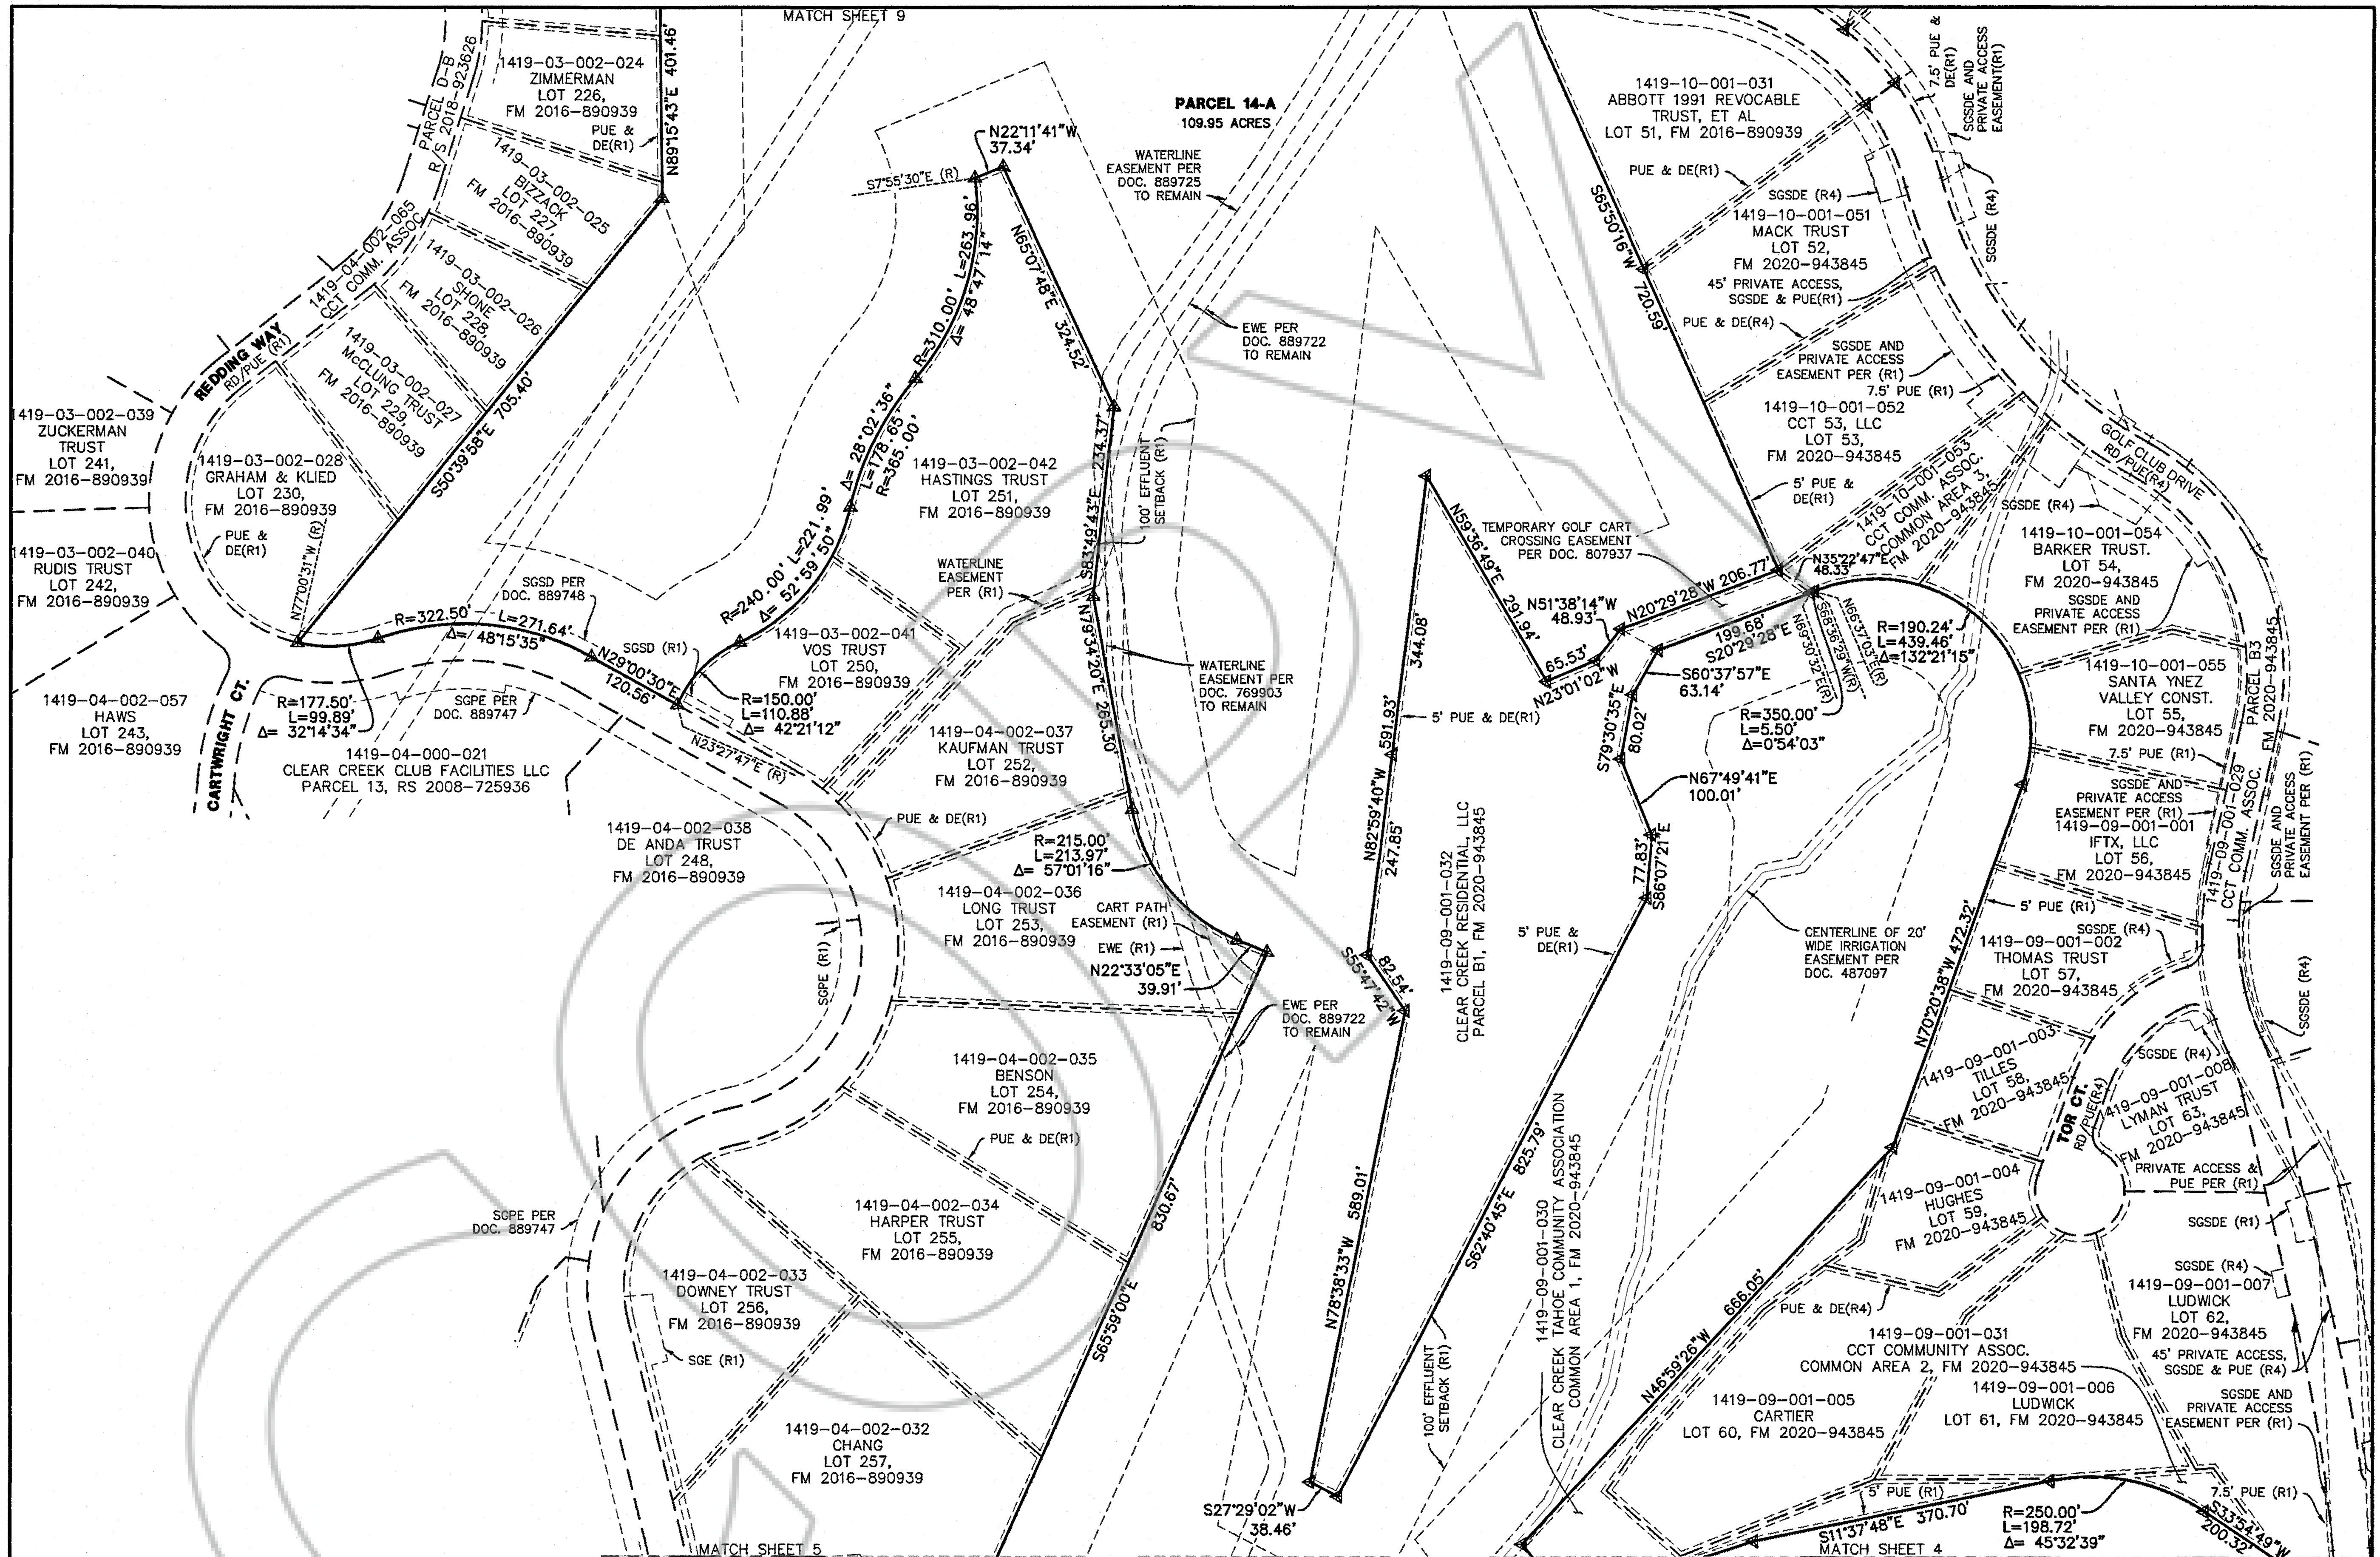 MATCH SHEET 9
PARCEL D-B
R/S 2018-923626
1419-03-002-024
ZIMMERMAN
LOT 226,
FM 2016-890939
PUE &
DE(R1)
N89°15'43"E 401.46'
1419-03-002-025
BIZZACK
LOT 227,
FM 2016-890939
1419-04-002-065
CCT COMM. ASSOC.
1419-03-002-026
SHONE
LOT 228,
FM 2016-890939
REDDING WAY
RD/PUE (R1)
1419-03-002-027
McCLUNG TRUST
LOT 229,
FM 2016-890939
S50°39'58"E 705.40'
1419-03-002-039
ZUCKERMAN
TRUST
LOT 241,
FM 2016-890939
1419-03-002-028
GRAHAM & KLIED
LOT 230,
FM 2016-890939
PUE &
DE(R1)
N77°00'31"W (R)
1419-03-002-040
RUDIS TRUST
LOT 242,
FM 2016-890939
1419-04-002-057
HAWS
LOT 243,
FM 2016-890939
CARTWRIGHT CT.
R=177.50'
L=99.89'
Δ= 32°14'34"
R=322.50'
L=271.64'
Δ= 48°15'35"
SGSD PER
DOC. 889748
SGSD (R1)
N29°00'30"E
120.56'
SGPE PER
DOC. 889747
1419-04-000-021
CLEAR CREEK CLUB FACILITIES LLC
PARCEL 13, RS 2008-725936
N23°27'47"E (R)
R=150.00'
L=110.88'
Δ= 42°21'12"
R=240.00' L=221.99'
Δ= 52°59'50"
Δ= 28°02'36"
L=178.65'
R=365.00'
R=310.00' L=263.96'
Δ= 48°47'14"
S7°55'30"E (R)
N22°11'41"W
37.34'
N65°07'48"E 324.52'
PARCEL 14-A
109.95 ACRES
WATERLINE
EASEMENT PER
DOC. 889725
TO REMAIN
EWE PER
DOC. 889722
TO REMAIN
1419-03-002-042
HASTINGS TRUST
LOT 251,
FM 2016-890939
S83°49'43"E 234.37'
100' EFFLUENT
SETBACK (R1)
WATERLINE
EASEMENT
PER (R1)
1419-03-002-041
VOS TRUST
LOT 250,
FM 2016-890939
N79°34'20"E 265.30'
WATERLINE
EASEMENT PER
DOC. 769903
TO REMAIN
1419-04-002-037
KAUFMAN TRUST
LOT 252,
FM 2016-890939
PUE & DE(R1)
1419-04-002-038
DE ANDA TRUST
LOT 248,
FM 2016-890939
R=215.00'
L=213.97'
Δ= 57°01'16"
1419-04-002-036
LONG TRUST
LOT 253,
FM 2016-890939
CART PATH
EASEMENT (R1)
EWE (R1)
N22°33'05"E
39.91'
SGPE (R1)
EWE PER
DOC. 889722
TO REMAIN
1419-04-002-035
BENSON
LOT 254,
FM 2016-890939
PUE & DE(R1)
1419-04-002-034
HARPER TRUST
LOT 255,
FM 2016-890939
S65°59'00"E 830.67'
SGPE PER
DOC. 889747
1419-04-002-033
DOWNEY TRUST
LOT 256,
FM 2016-890939
SGE (R1)
1419-04-002-032
CHANG
LOT 257,
FM 2016-890939
MATCH SHEET 5
N59°36'49"E 291.94'
344.08'
N82°59'40"W 591.93'
247.85'
5' PUE & DE(R1)
S55°47'42"W
82.54'
N78°38'33"W 589.01'
S27°29'02"W
38.46'
1419-09-001-032
CLEAR CREEK RESIDENTIAL, LLC
PARCEL B1, FM 2020-943845
S62°40'45"E 825.79'
100' EFFLUENT
SETBACK (R1)
1419-09-001-030
CLEAR CREEK TAHOE COMMUNITY ASSOCIATION
COMMON AREA 1, FM 2020-943845
5' PUE &
DE(R1)
TEMPORARY GOLF CART
CROSSING EASEMENT
PER DOC. 807937
N23°01'02"W
65.53'
N51°38'14"W
48.93'
N20°29'28"W 206.77'
199.68'
S20°29'28"E
S60°37'57"E
63.14'
S79°30'35"E
80.02'
N67°49'41"E
100.01'
77.83'
S86°07'21"E
N35°22'47"E
48.33'
N69°30'32"E(R)
S68°36'29"W(R)
N66°37'03"E(R)
R=190.24'
L=439.46'
Δ=132°21'15"
R=350.00'
L=5.50'
Δ=0°54'03"
CENTERLINE OF 20'
WIDE IRRIGATION
EASEMENT PER
DOC. 487097
S65°50'16"W 720.59'
1419-10-001-031
ABBOTT 1991 REVOCABLE
TRUST, ET AL
LOT 51, FM 2016-890939
PUE & DE(R1)
SGSDE (R4)
7.5' PUE &
DE(R1)
SGSDE AND
PRIVATE ACCESS
EASEMENT(R1)
SGSDE (R4)
1419-10-001-051
MACK TRUST
LOT 52,
FM 2020-943845
45' PRIVATE ACCESS,
SGSDE & PUE(R1)
PUE & DE(R4)
SGSDE AND
PRIVATE ACCESS
EASEMENT PER (R1)
7.5' PUE (R1)
1419-10-001-052
CCT 53, LLC
LOT 53,
FM 2020-943845
5' PUE &
DE(R1)
1419-10-001-053
CCT COMM. ASSOC.
COMMON AREA 3,
FM 2020-943845
GOLF CLUB DRIVE
RD/PUE(R4)
SGSDE (R4)
1419-10-001-054
BARKER TRUST.
LOT 54,
FM 2020-943845
SGSDE AND
PRIVATE ACCESS
EASEMENT PER (R1)
1419-10-001-055
SANTA YNEZ
VALLEY CONST.
LOT 55,
FM 2020-943845
7.5' PUE (R1)
SGSDE AND
PRIVATE ACCESS
EASEMENT PER (R1)
1419-09-001-001
IFTX, LLC
LOT 56,
FM 2020-943845
1419-09-001-029
CCT COMM. ASSOC.
PARCEL B3
FM 2020-943845
SGSDE AND
PRIVATE ACCESS
EASEMENT PER (R1)
5' PUE (R1)
SGSDE (R4)
1419-09-001-002
THOMAS TRUST
LOT 57,
FM 2020-943845
SGSDE (R4)
N70°20'38"W 472.32'
1419-09-001-003
TILLES
LOT 58,
FM 2020-943845
TOR CT.
RD/PUE(R4)
SGSDE (R4)
1419-09-001-008
LYMAN TRUST
LOT 63,
FM 2020-943845
PRIVATE ACCESS &
PUE PER (R1)
1419-09-001-004
HUGHES
LOT 59,
FM 2020-943845
SGSDE (R1)
SGSDE (R4)
1419-09-001-007
LUDWICK
LOT 62,
FM 2020-943845
45' PRIVATE ACCESS,
SGSDE & PUE (R4)
N46°59'26"W 666.05'
PUE & DE(R4)
1419-09-001-031
CCT COMMUNITY ASSOC.
COMMON AREA 2, FM 2020-943845
1419-09-001-005
CARTIER
LOT 60, FM 2020-943845
1419-09-001-006
LUDWICK
LOT 61, FM 2020-943845
SGSDE AND
PRIVATE ACCESS
EASEMENT PER (R1)
5' PUE (R1)
7.5' PUE (R1)
S11°37'48"E 370.70'
MATCH SHEET 4
R=250.00'
L=198.72'
Δ= 45°32'39"
S33°54'49"W
200.32'
COPY